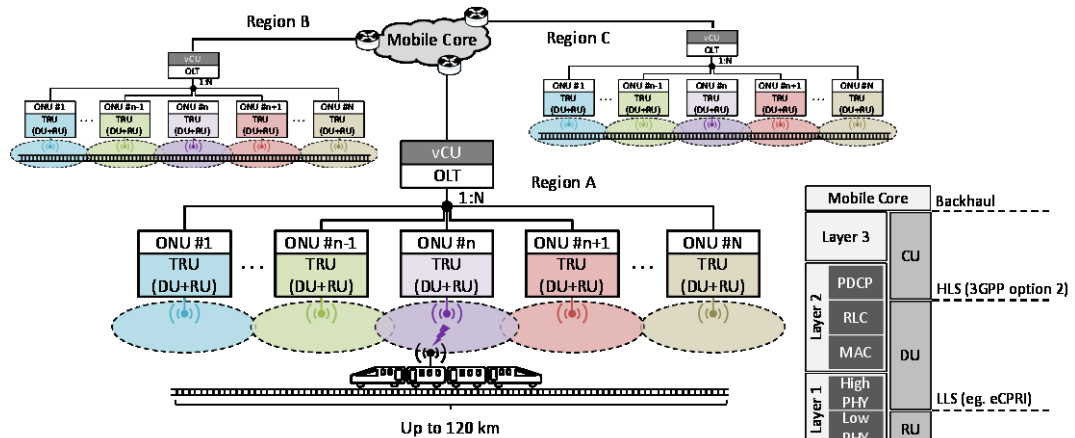 Region B
Mobile Core
Region C
vCU
OLT
1:N
ONU #1
ONU #n-1
ONU #n
ONU #n+1
ONU #N
TRU
TRU
TRU
TRU
TRU
(DU+RU)
(DU+RU)
(DU+RU)
(DU+RU)
(DU+RU)
...
...
vCU
OLT
1:N
ONU #1
ONU #n-1
ONU #n
ONU #n+1
ONU #N
TRU
TRU
TRU
TRU
TRU
(DU+RU)
(DU+RU)
(DU+RU)
(DU+RU)
(DU+RU)
...
...
vCU
OLT
Region A
1:N
ONU #1
ONU #n-1
ONU #n
ONU #n+1
ONU #N
TRU
TRU
TRU
TRU
TRU
(DU+RU)
(DU+RU)
(DU+RU)
(DU+RU)
(DU+RU)
...
...
Up to 120 km
Mobile Core
Backhaul
Layer 3
CU
PDCP
HLS (3GPP option 2)
Layer 2
RLC
MAC
DU
High
PHY
LLS (eg. eCPRI)
Layer 1
Low
PHY
RU